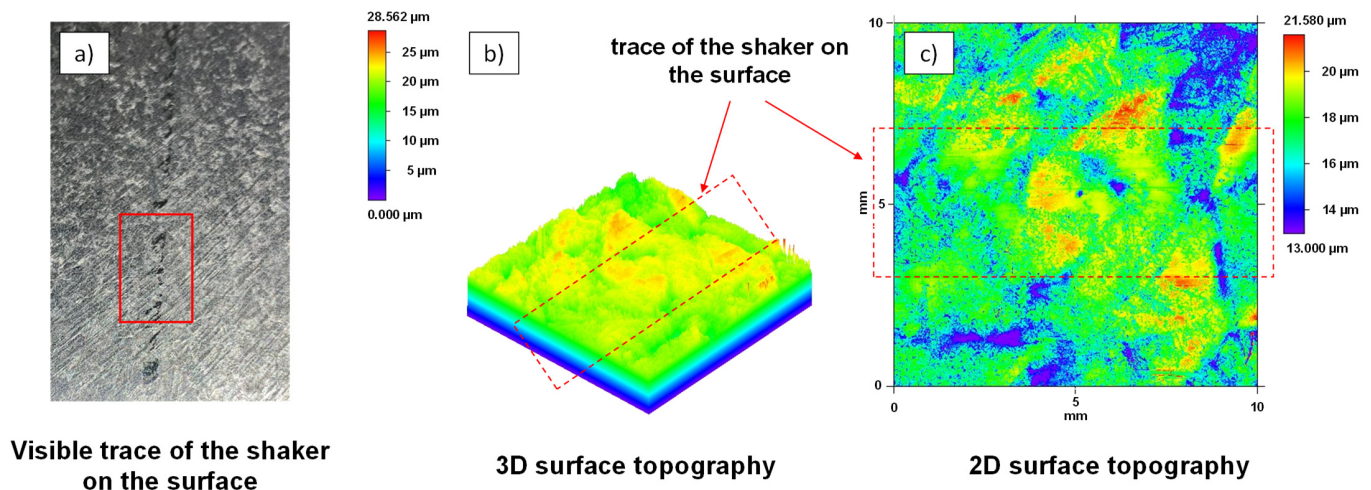 a)
Visible trace of the shaker
on the surface
28.562 µm
25 µm
20 µm
15 µm
10 µm
5 µm
0.000 µm
b)
trace of the shaker on
the surface
3D surface topography
c)
10
mm
5
0
0
5
mm
10
21.580 µm
20 µm
18 µm
16 µm
14 µm
13.000 µm
2D surface topography